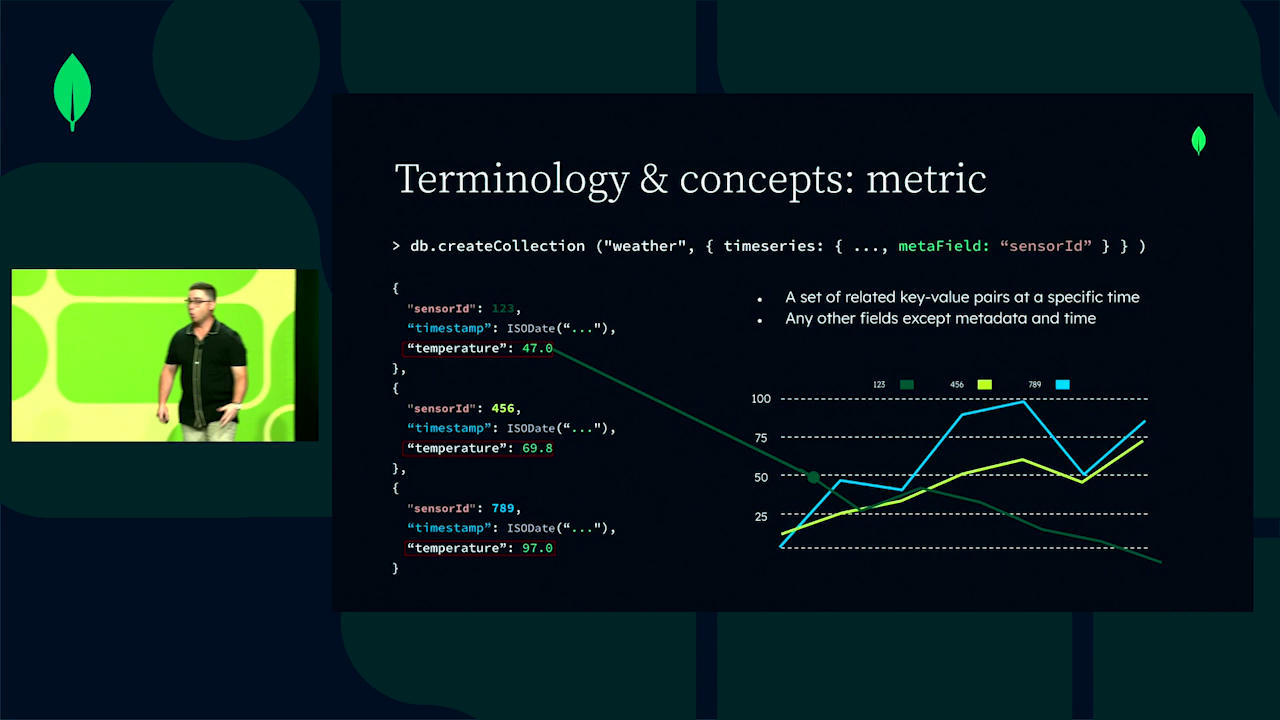 Terminology & concepts: metric
> db.createCollection ("weather", { timeseries: { ..., metaField: “sensorId” } } )
{
"sensorId": 123,
“timestamp”: ISODate(“..."),
“temperature”: 47.0
},
{
"sensorId": 456,
“timestamp”: ISODate(“..."),
“temperature”: 69.8
},
{
"sensorId": 789,
“timestamp”: ISODate(“..."),
“temperature”: 97.0
}
• A set of related key-value pairs at a specific time
• Any other fields except metadata and time
123 456 789
100
75
50
25